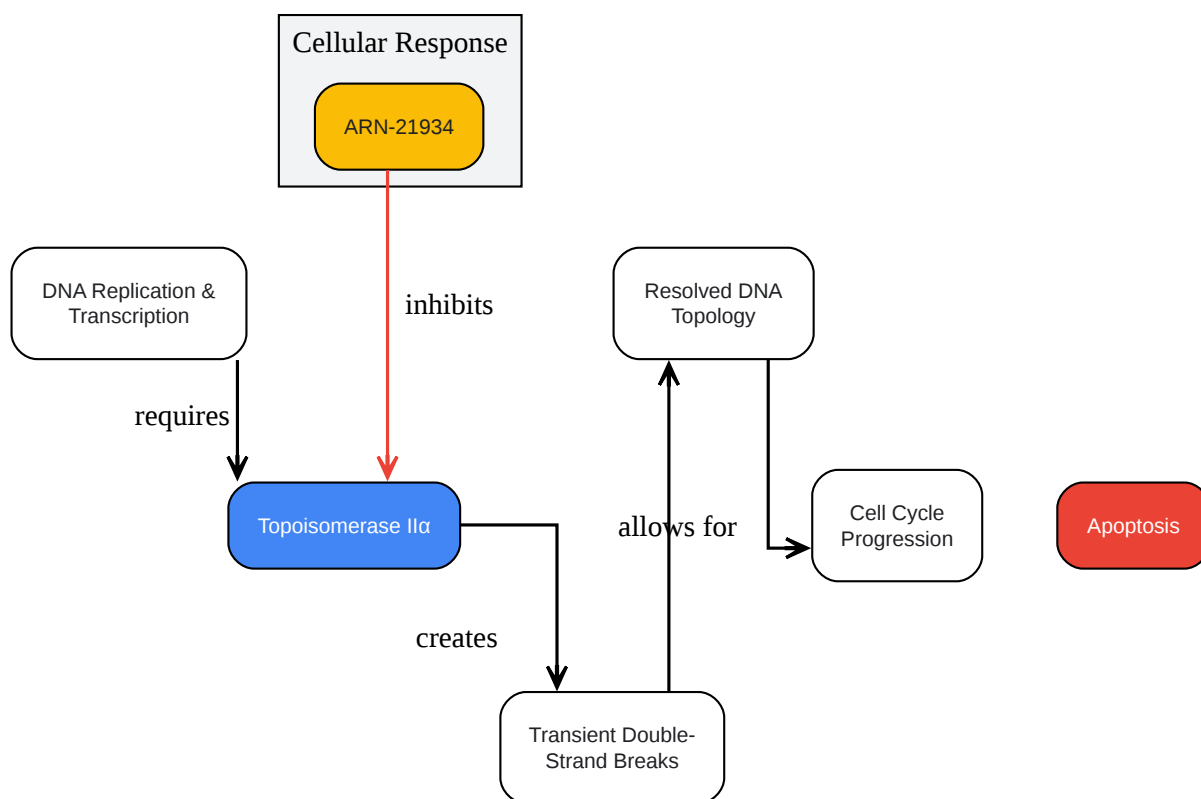 Cellular Response
ARN-21934
DNA Replication &
Transcription
inhibits
Resolved DNA
Topology
requires
Topoisomerase IIα
allows for
Cell Cycle
Progression
Apoptosis
creates
Transient Double-
Strand Breaks